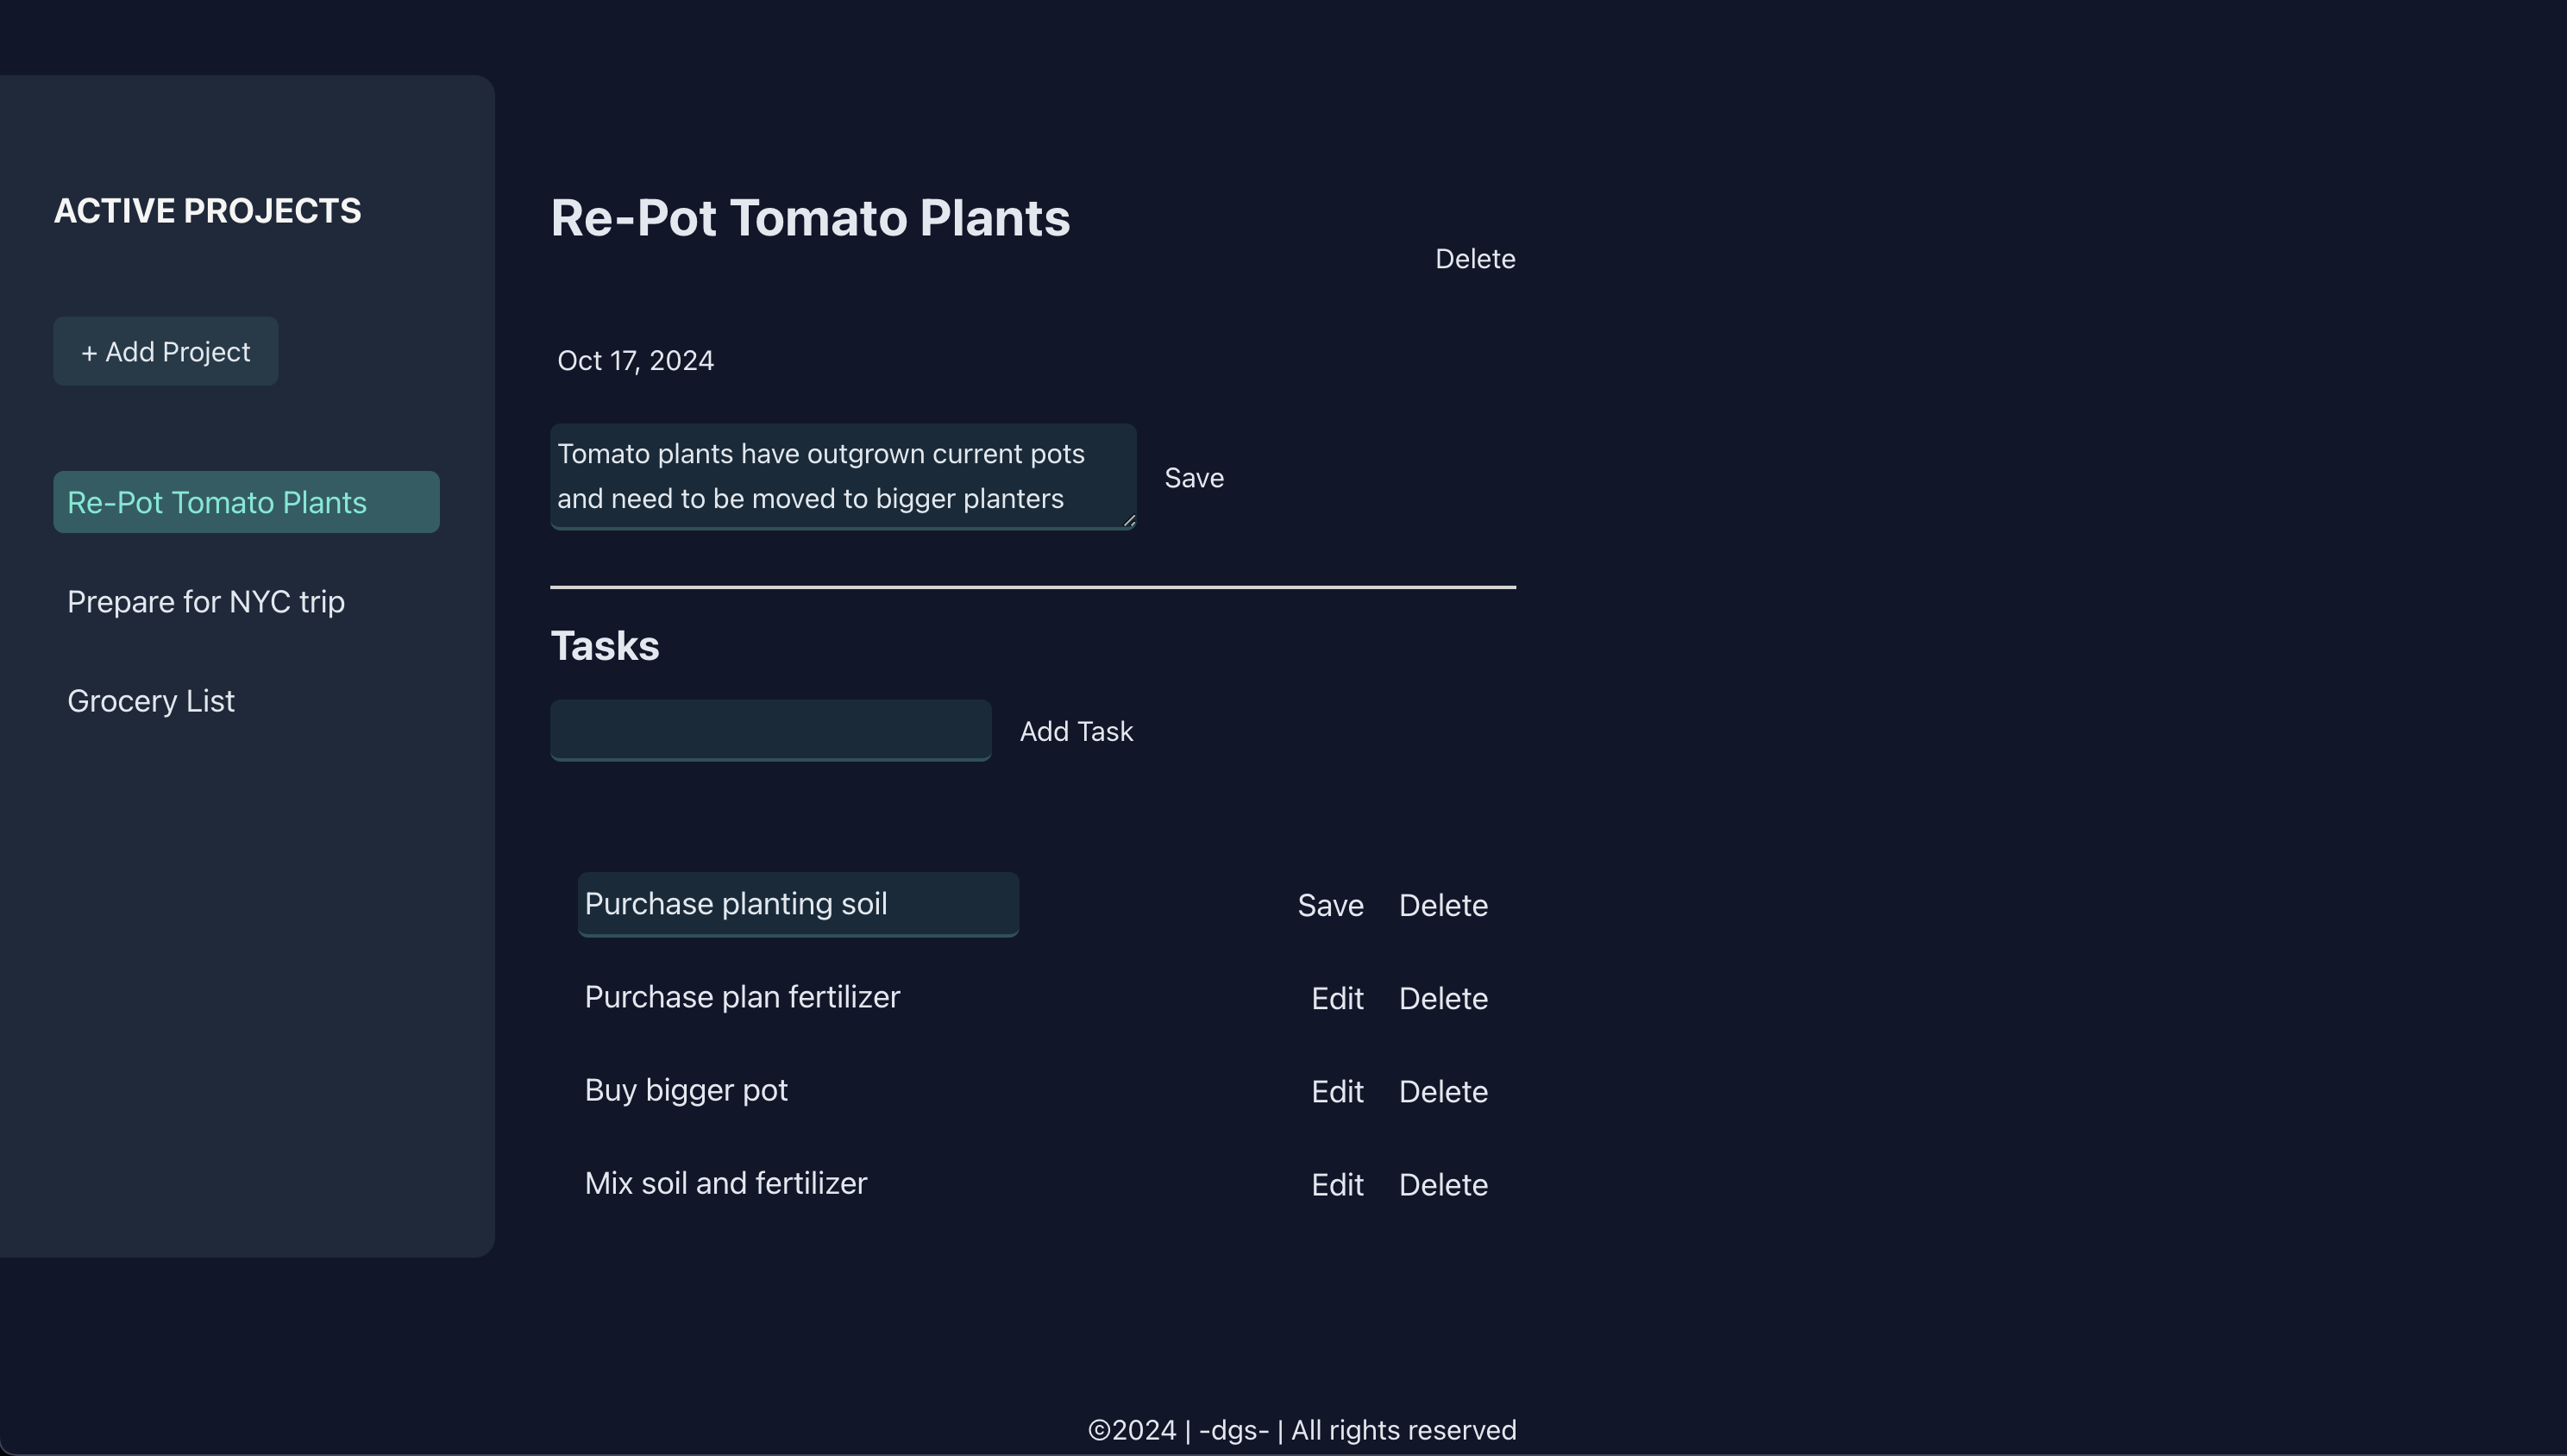 ACTIVE PROJECTS
+ Add Project
Re-Pot Tomato Plants
Prepare for NYC trip
Grocery List
Re-Pot Tomato Plants
Delete
Oct 17, 2024
Tomato plants have outgrown current pots
and need to be moved to bigger planters
Save
Tasks
Add Task
Purchase planting soil Save Delete
Purchase plan fertilizer Edit Delete
Buy bigger pot Edit Delete
Mix soil and fertilizer Edit Delete
©2024 | -dgs- | All rights reserved